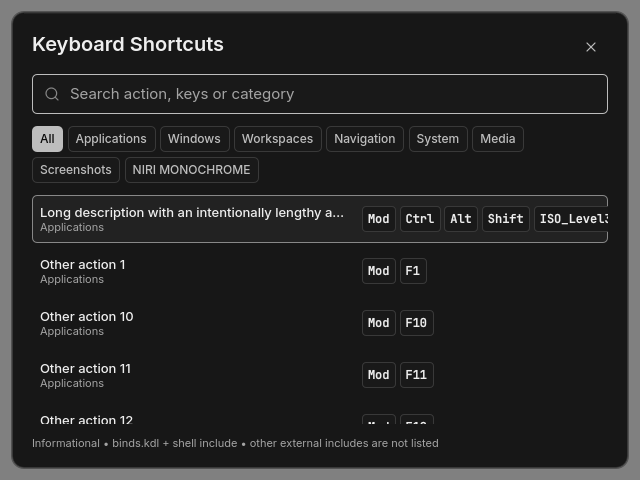 Keyboard Shortcuts
Search action, keys or category
All Applications Windows Workspaces Navigation System Media
Screenshots NIRI MONOCHROME
Long description with an intentionally lengthy a... Mod Ctrl Alt Shift ISO_Level3
Applications
Other action 1 Mod F1
Applications
Other action 10 Mod F10
Applications
Other action 11 Mod F11
Applications
Other action 12 Mod F12
Informational • binds.kdl + shell include • other external includes are not listed